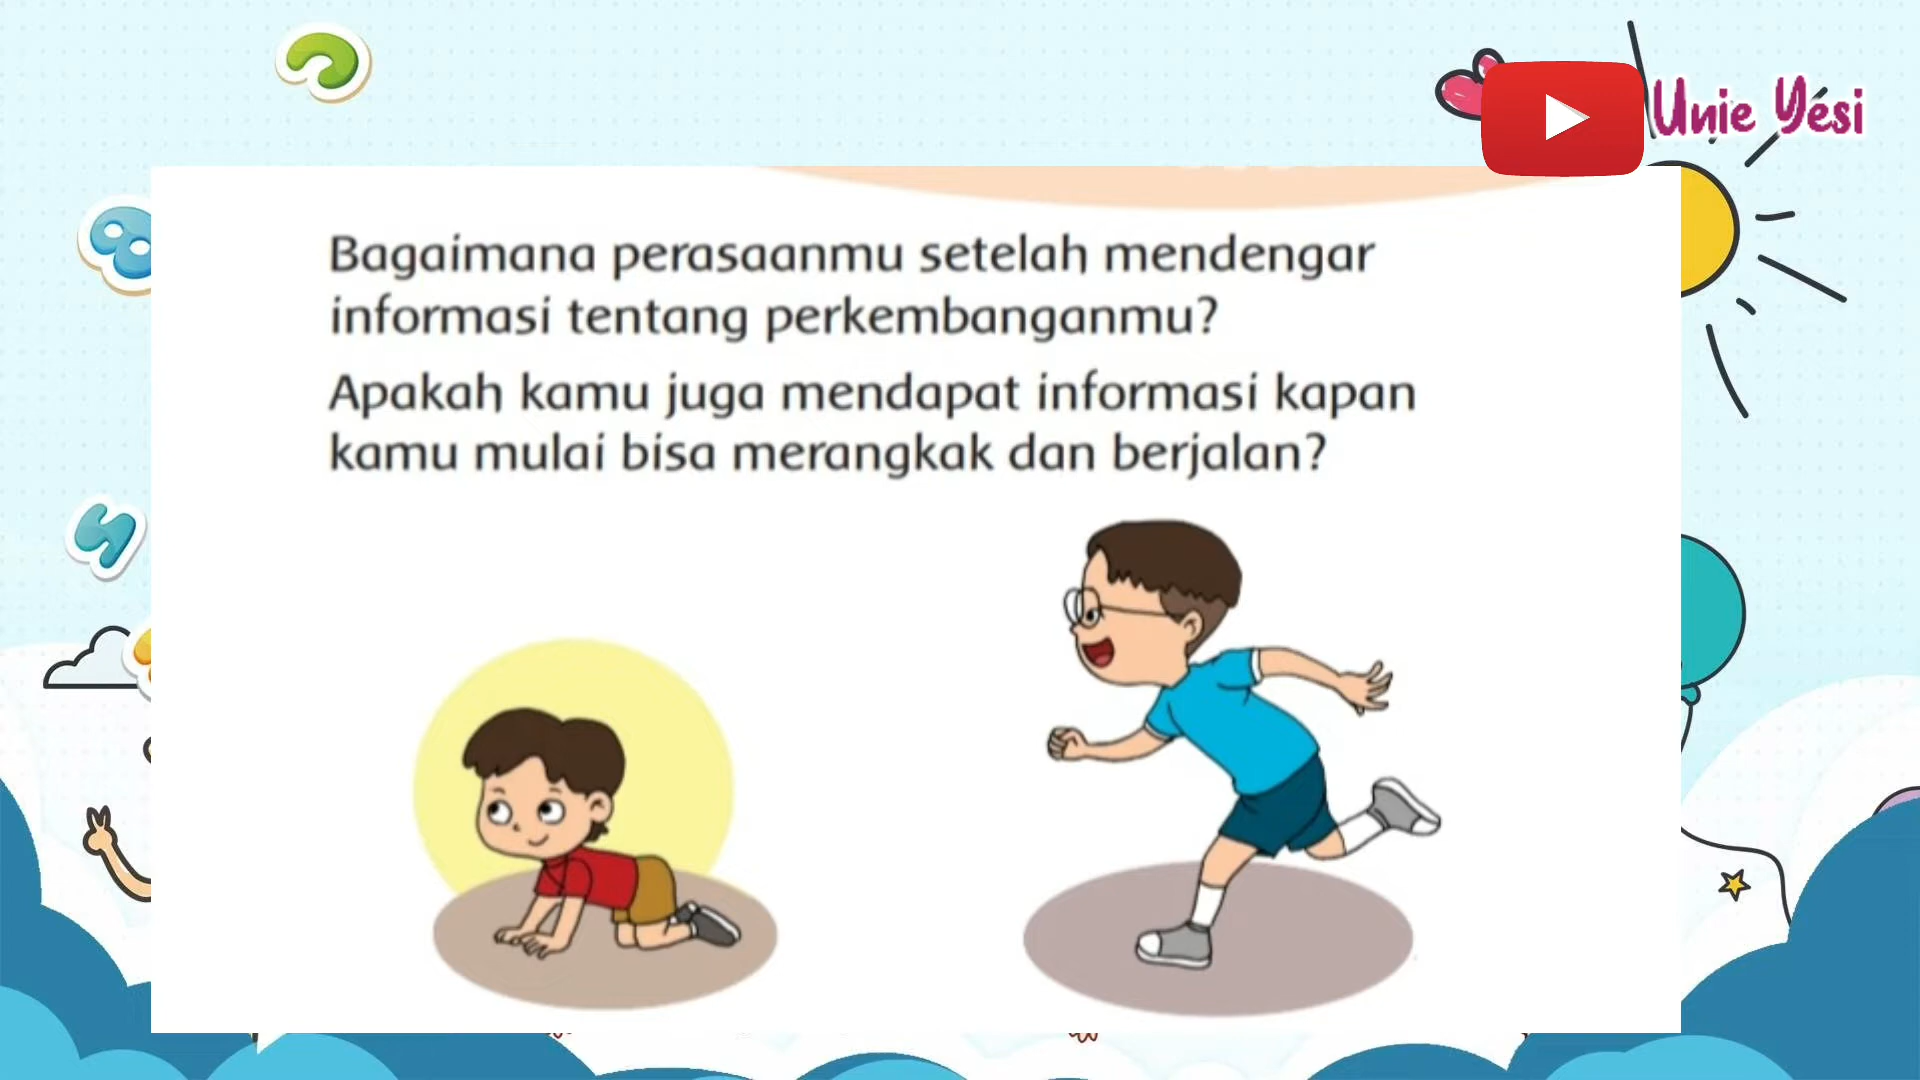 Unie Yesi
Bagaimana perasaanmu setelah mendengar
informasi tentang perkembanganmu?
Apakah kamu juga mendapat informasi kapan
kamu mulai bisa merangkak dan berjalan?